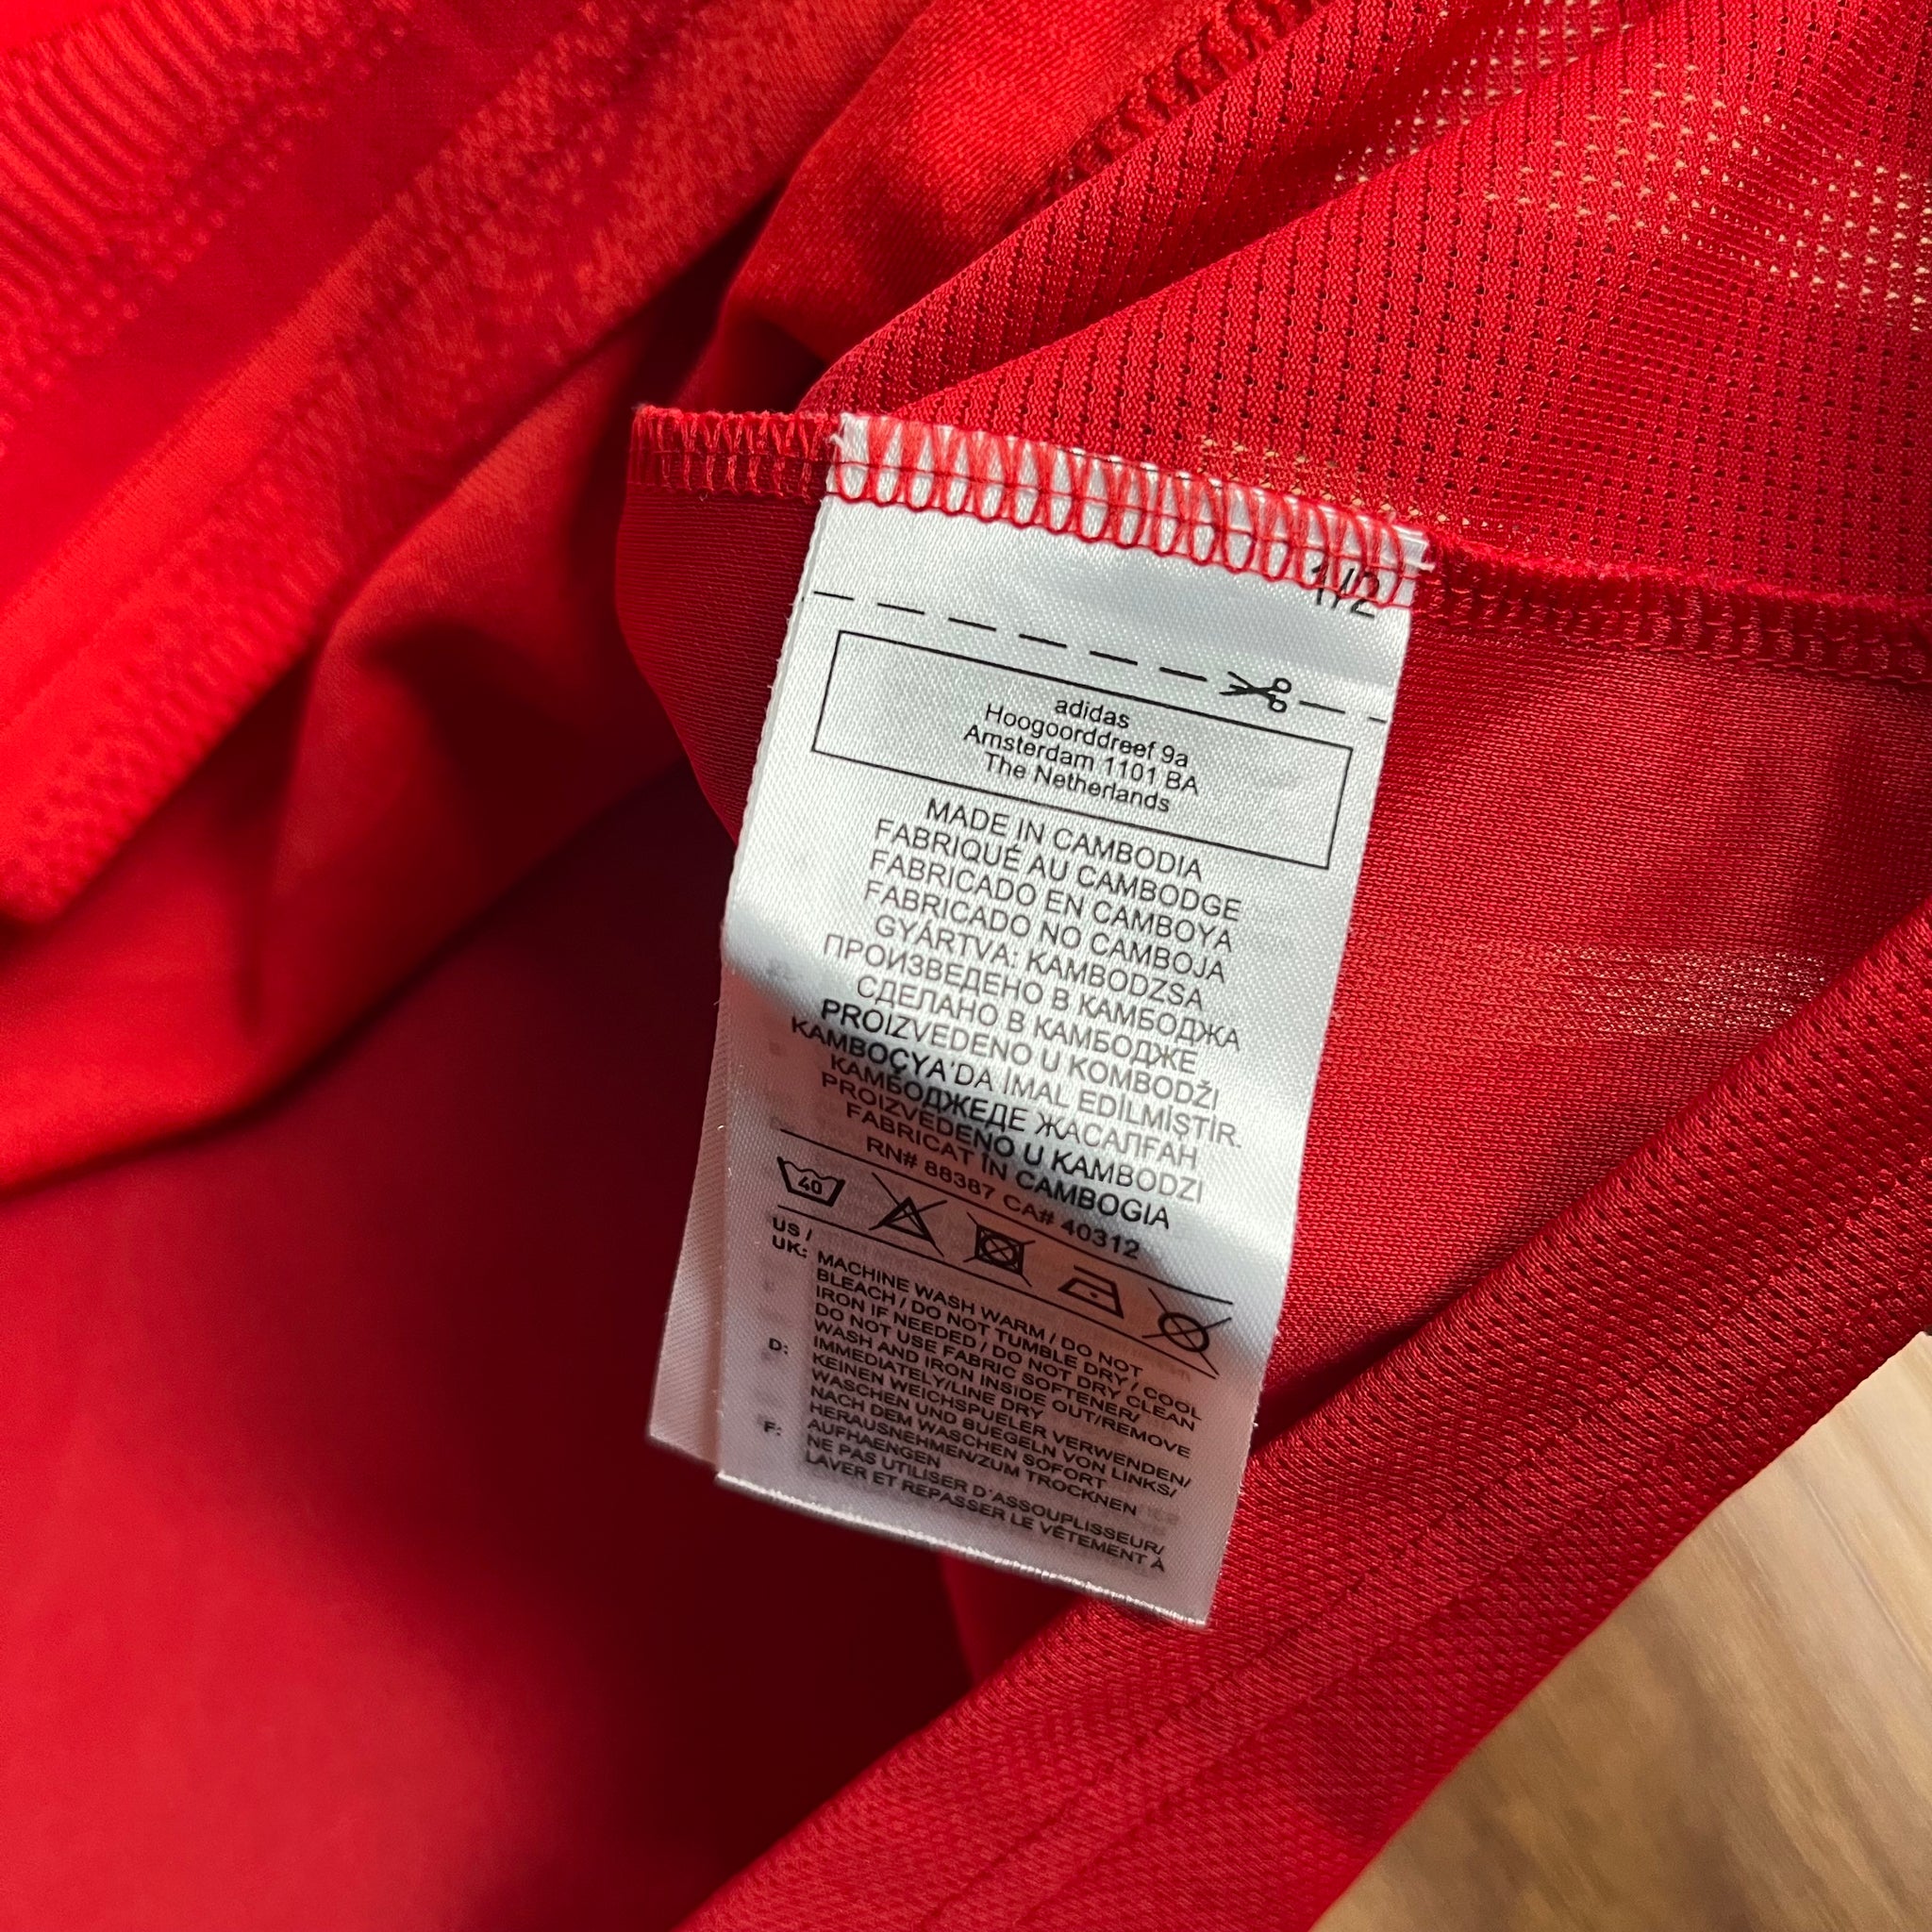 1/2
adidas
Hoogoorddreef 9a
Amsterdam 1101 BA
The Netherlands
MADE IN CAMBODIA
FABRIQUÉ AU CAMBODGE
FABRICADO EN CAMBOYA
FABRICADO NO CAMBOJA
GYÁRTVA: KAMBODZSA
ПРОИЗВЕДЕНО В КАМБОДЖА
СДЕЛАНО В КАМБОДЖЕ
PROIZVEDENO U KOMBODŽI
KAMBOÇYA'DA İMAL EDİLMİŞTİR.
КАМБОДЖЕДЕ ЖАСАЛҒАН
PROIZVEDENO U KAMBODZI
FABRICAT ÎN CAMBOGIA
RN# 88387 CA# 40312
40
US /
UK: MACHINE WASH WARM / DO NOT
BLEACH / DO NOT TUMBLE DRY / COOL
IRON IF NEEDED / DO NOT DRY CLEAN
DO NOT USE FABRIC SOFTENER/
WASH AND IRON INSIDE OUT/REMOVE
IMMEDIATELY/LINE DRY
D: KEINEN WEICHSPUELER VERWENDEN/
WASCHEN UND BUEGELN VON LINKS/
NACH DEM WASCHEN SOFORT
HERAUSNEHMEN/ZUM TROCKNEN
AUFHAENGEN
F: NE PAS UTILISER D'ASSOUPLISSEUR/
LAVER ET REPASSER LE VÊTEMENT À